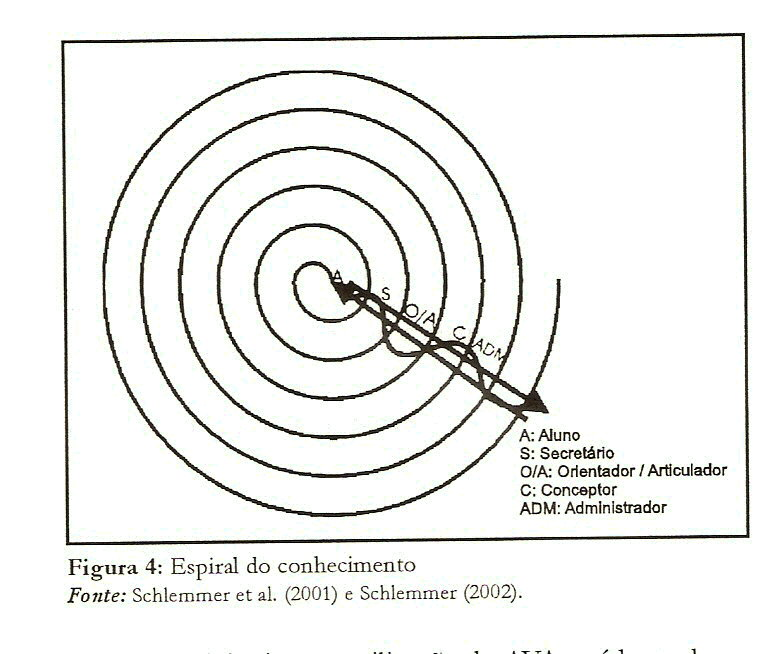 A
S
O/A
C
ADM
A: Aluno
S: Secretário
O/A: Orientador / Articulador
C: Conceptor
ADM: Administrador
Figura 4: Espiral do conhecimento
Fonte: Schlemmer et al. (2001) e Schlemmer (2002).